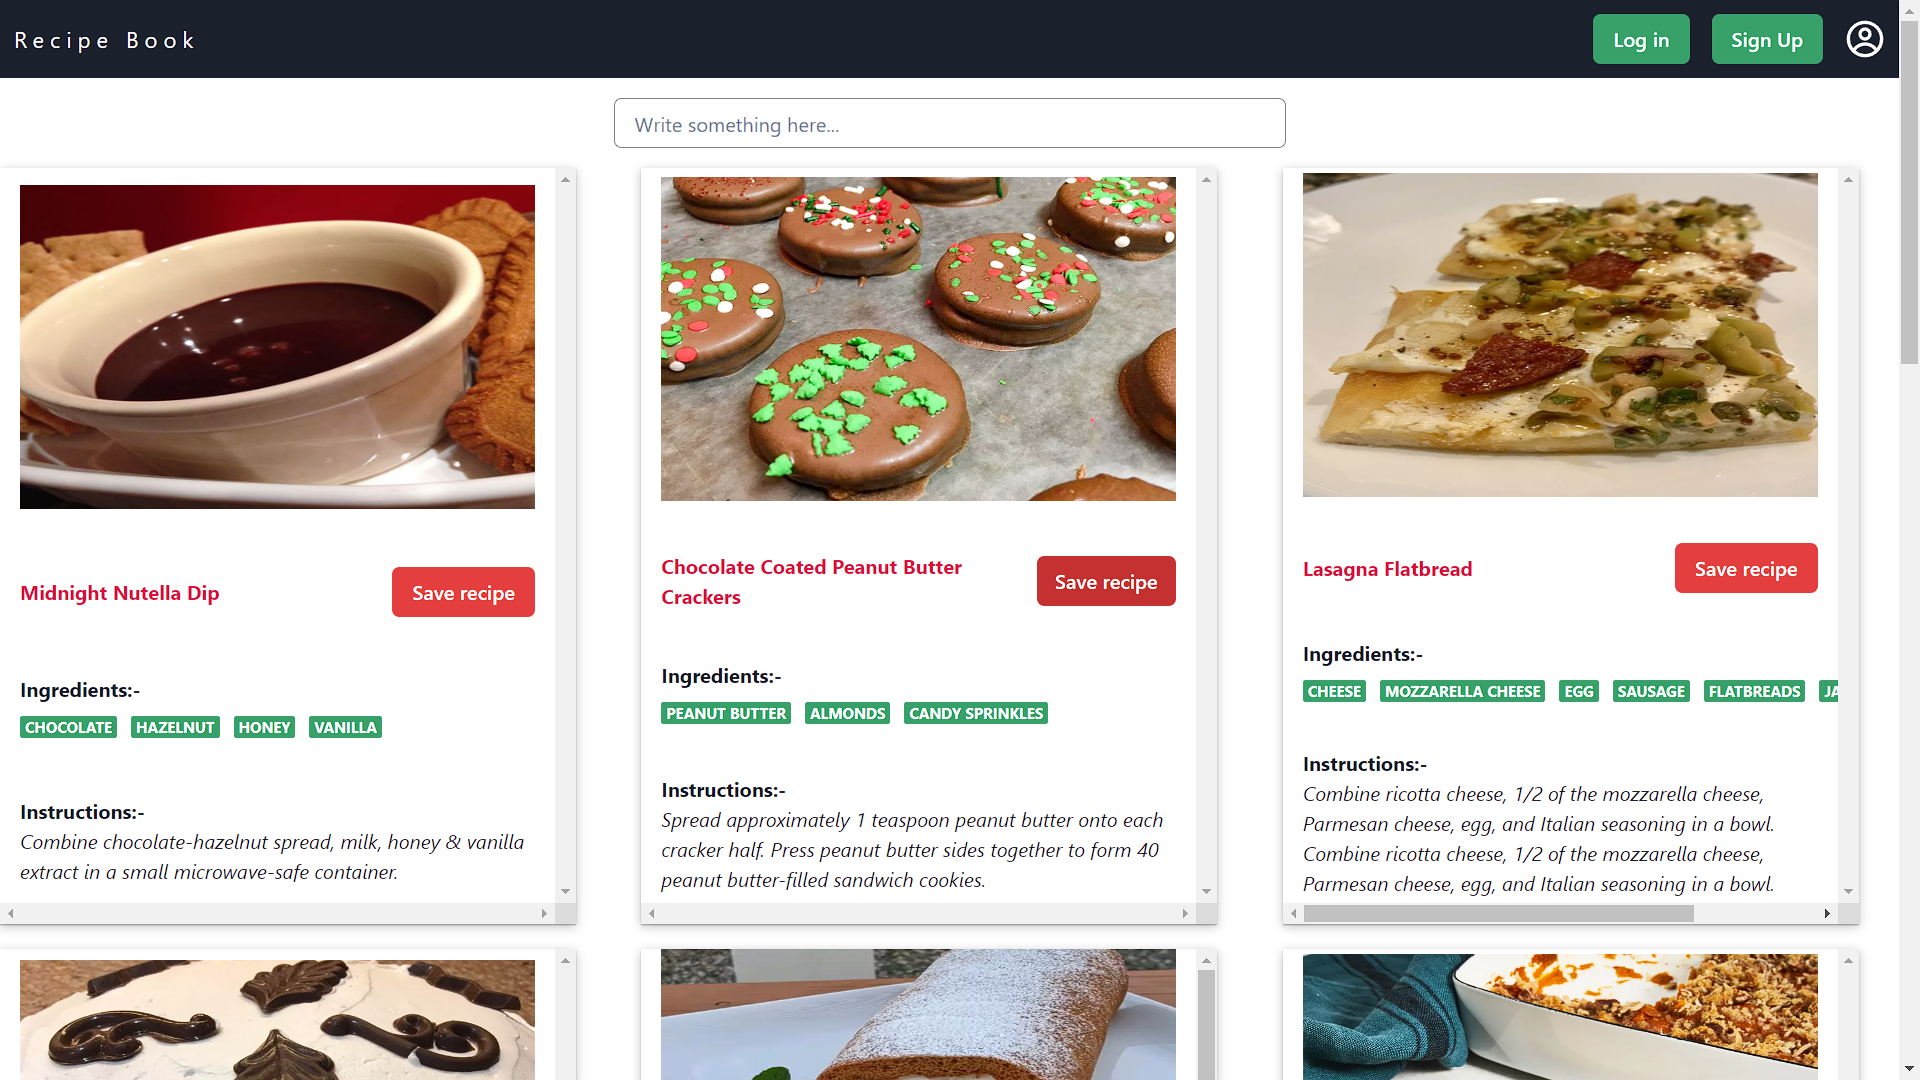 Recipe Book
Log in
Sign Up
Write something here...
Midnight Nutella Dip
Save recipe
Ingredients:-
CHOCOLATE HAZELNUT HONEY VANILLA
Instructions:-
Combine chocolate-hazelnut spread, milk, honey & vanilla
extract in a small microwave-safe container.
Chocolate Coated Peanut Butter
Crackers
Save recipe
Ingredients:-
PEANUT BUTTER ALMONDS CANDY SPRINKLES
Instructions:-
Spread approximately 1 teaspoon peanut butter onto each
cracker half. Press peanut butter sides together to form 40
peanut butter-filled sandwich cookies.
Lasagna Flatbread
Save recipe
Ingredients:-
CHEESE MOZZARELLA CHEESE EGG SAUSAGE FLATBREADS
Instructions:-
Combine ricotta cheese, 1/2 of the mozzarella cheese,
Parmesan cheese, egg, and Italian seasoning in a bowl.
Combine ricotta cheese, 1/2 of the mozzarella cheese,
Parmesan cheese, egg, and Italian seasoning in a bowl.